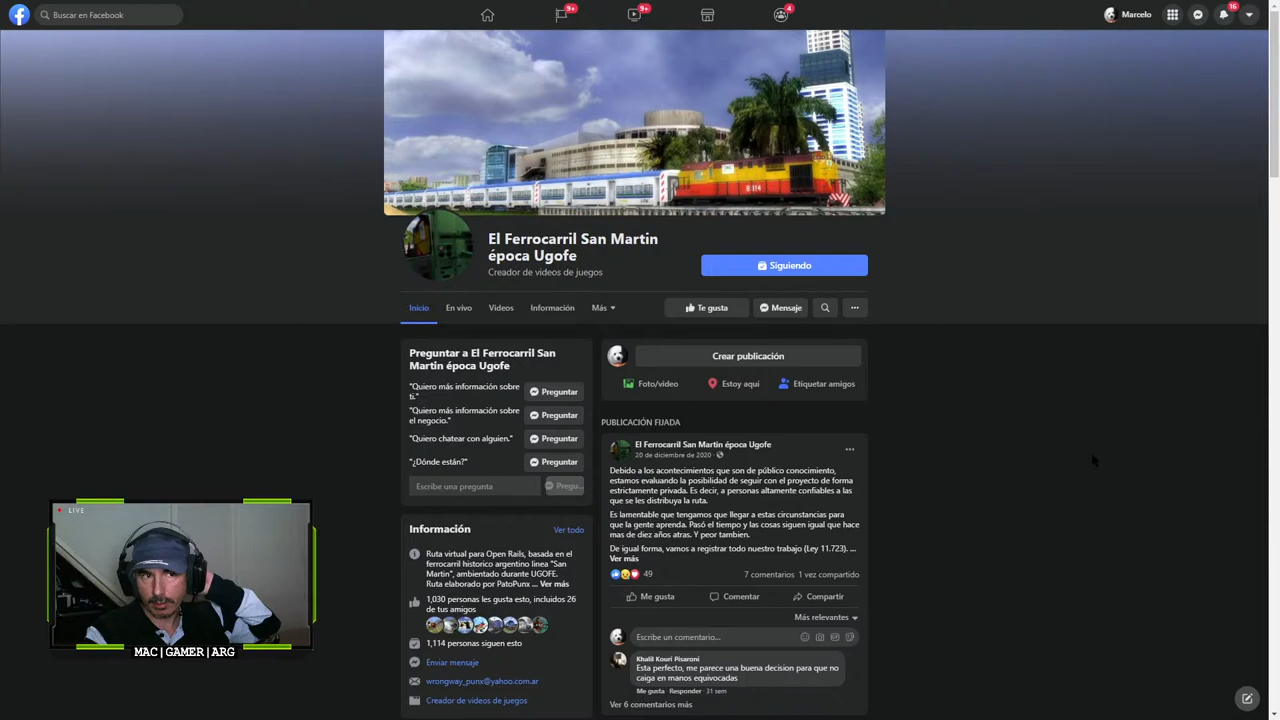 Buscar en Facebook
9+
9+
4
Marcelo
16
B 114
El Ferrocarril San Martin
época Ugofe
Creador de videos de juegos
Siguiendo
Inicio
En vivo
Videos
Información
Más
Te gusta
Mensaje
Preguntar a El Ferrocarril San
Martin época Ugofe
"Quiero más información sobre
ti."
Preguntar
"Quiero más información sobre
el negocio."
Preguntar
"Quiero chatear con alguien."
Preguntar
"¿Dónde están?"
Preguntar
Escribe una pregunta
Pregu...
Información
Ver todo
Ruta virtual para Open Rails, basada en el
ferrocarril historico argentino linea "San
Martin", ambientado durante UGOFE.
Ruta elaborado por PatoPunx ... Ver más
1,030 personas les gusta esto, incluidos 26
de tus amigos
1,114 personas siguen esto
Enviar mensaje
wrongway_punx@yahoo.com.ar
Creador de videos de juegos
Crear publicación
Foto/video
Estoy aquí
Etiquetar amigos
PUBLICACIÓN FIJADA
El Ferrocarril San Martin época Ugofe
20 de diciembre de 2020
Debido a los acontecimientos que son de público conocimiento,
estamos evaluando la posibilidad de seguir con el proyecto de forma
estrictamente privada. Es decir, a personas altamente confiables a las
que se les distribuya la ruta.
Es lamentable que tengamos que llegar a estas circunstancias para
que la gente aprenda. Pasó el tiempo y las cosas siguen igual que hace
mas de diez años atras. Y peor tambien.
De igual forma, vamos a registrar todo nuestro trabajo (Ley 11.723). ...
Ver más
49
7 comentarios
1 vez compartido
Me gusta
Comentar
Compartir
Más relevantes
Escribe un comentario...
Khalil Kouri Pisaroni
Esta perfecto, me parece una buena decision para que no
caiga en manos equivocadas
Me gusta · Responder · 31 sem
Ver 6 comentarios más
LIVE
MAC|GAMER|ARG